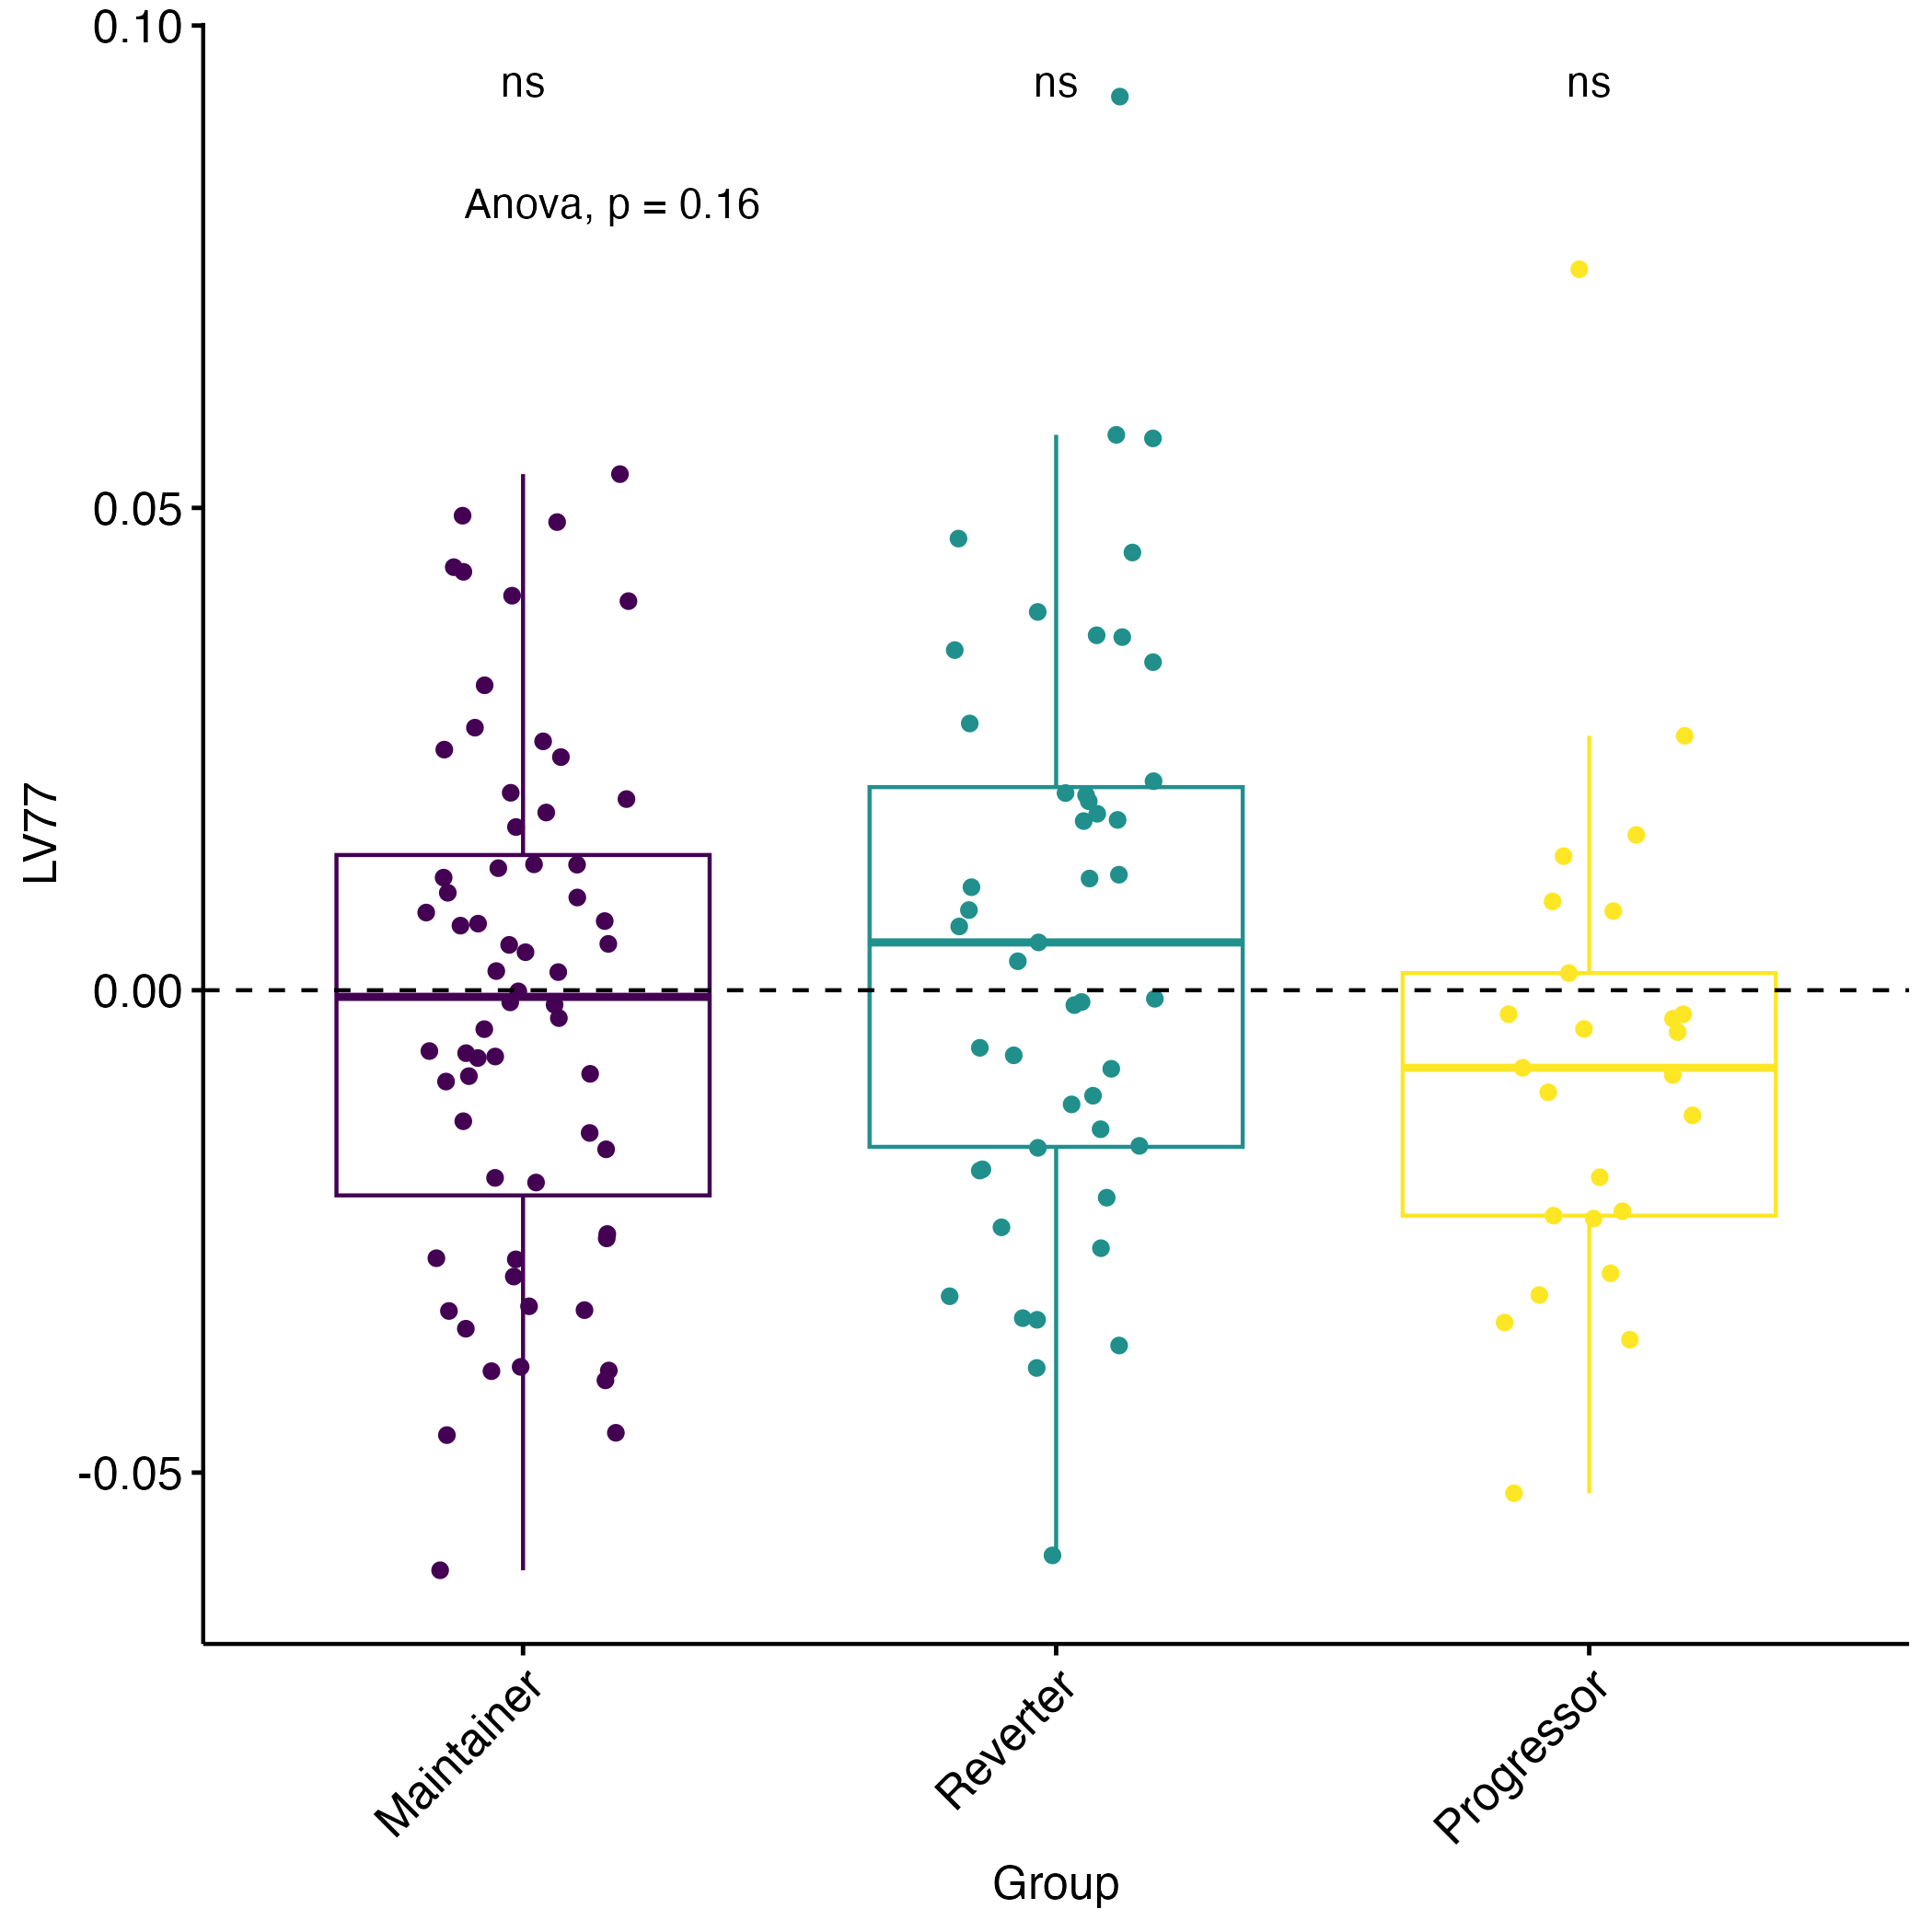 0.10
ns ns ns
Anova, p = 0.16
0.05
LV77
0.00
-0.05
Maintainer
Reverter
Progressor
Group